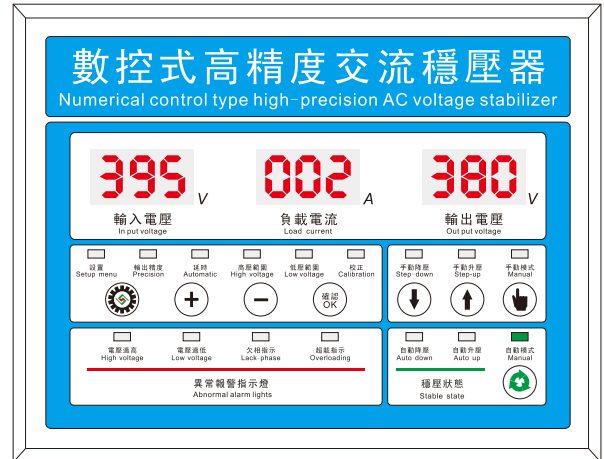 數控式高精度交流穩壓器
Numerical control type high-precision AC voltage stabilizer
395 V
002 A
380 V
輸入電壓
In put voltage
負載電流
Load current
輸出電壓
Out put voltage
設置
Setup menu
輸出精度
Precision
延時
Automatic
高壓範圍
High voltage
低壓範圍
Low voltage
校正
Calibration
+
−
確認
OK
手動降壓
Step-down
手動升壓
Step-up
手動模式
Manual
電壓過高
High voltage
電壓過低
Low voltage
欠相指示
Lack-phase
超載指示
Overloading
異常報警指示燈
Abnormal alarm lights
自動降壓
Auto down
自動升壓
Auto up
自動模式
Manual
穩壓狀態
Stable state